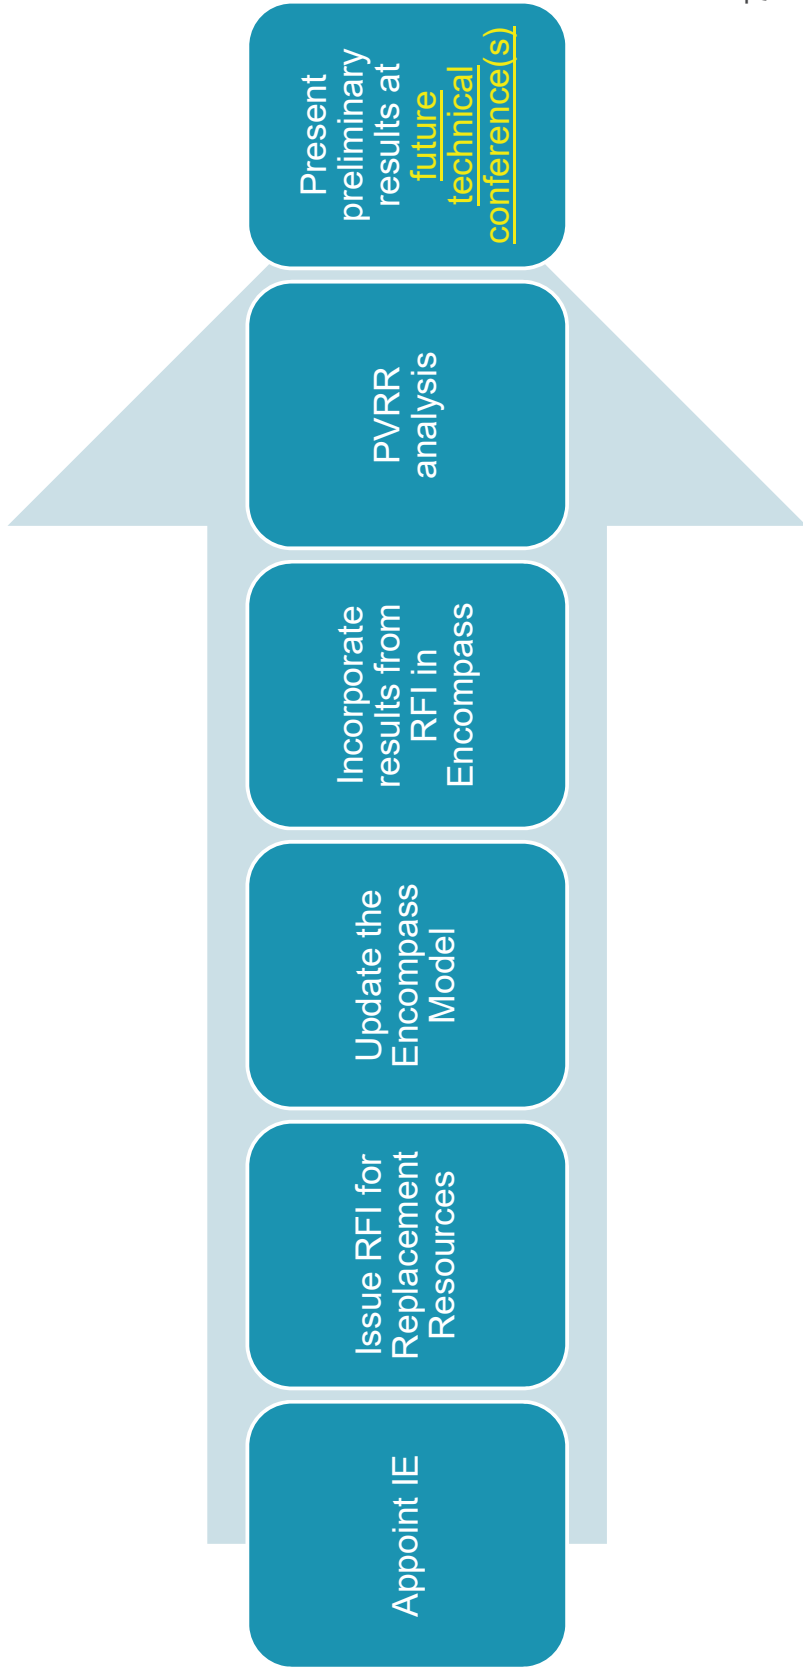 Appoint IE
Issue RFI for
Replacement
Resources
Update the
Encompass
Model
Incorporate
results from
RFI in
Encompass
PVRR
analysis
Present
preliminary
results at
future
technical
conference(s)